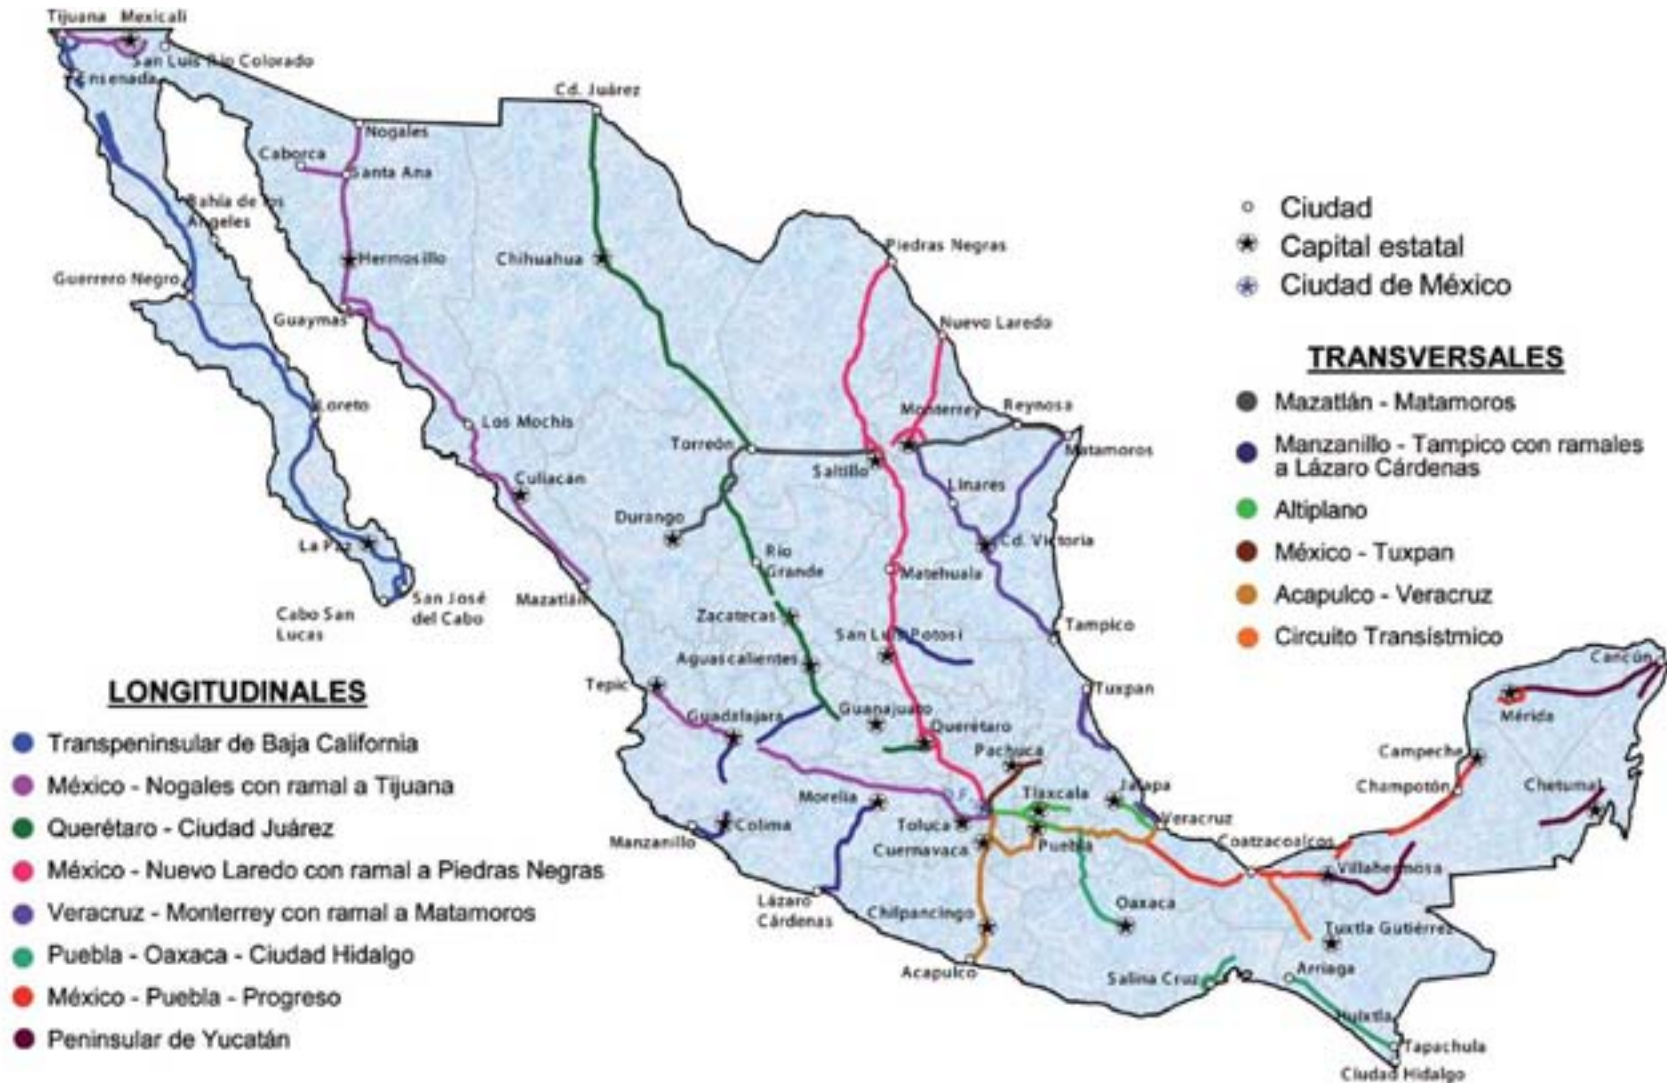 Tijuana Mexicali
San Luis Río Colorado
Ensenada
Cd. Juárez
Nogales
Caborca
Santa Ana
Bahía de los
Ángeles
Hermosillo
Chihuahua
Piedras Negras
Guerrero Negro
Guaymas
Nuevo Laredo
Loreto
Los Mochis
Monterrey
Reynosa
Torreón
Matamoros
Saltillo
Culiacán
Linares
Durango
La Paz
Cd. Victoria
Río
Grande
Matehuala
Mazatlán
San José
del Cabo
Cabo San
Lucas
Zacatecas
Tampico
San Luis Potosí
Aguascalientes
Tepic
Tuxpan
Cancún
Guadalajara
Guanajuato
Mérida
Querétaro
Pachuca
Campeche
Champotón
Chetumal
Morelia
D.F.
Tlaxcala
Jalapa
Manzanillo
Colima
Toluca
Veracruz
Cuernavaca
Puebla
Coatzacoalcos
Villahermosa
Lázaro
Cárdenas
Chilpancingo
Oaxaca
Tuxtla Gutiérrez
Acapulco
Salina Cruz
Arriaga
Huixtla
Tapachula
Ciudad Hidalgo
Ciudad
Capital estatal
Ciudad de México
TRANSVERSALES
Mazatlán - Matamoros
Manzanillo - Tampico con ramales
a Lázaro Cárdenas
Altiplano
México - Tuxpan
Acapulco - Veracruz
Circuito Transístmico
LONGITUDINALES
Transpeninsular de Baja California
México - Nogales con ramal a Tijuana
Querétaro - Ciudad Juárez
México - Nuevo Laredo con ramal a Piedras Negras
Veracruz - Monterrey con ramal a Matamoros
Puebla - Oaxaca - Ciudad Hidalgo
México - Puebla - Progreso
Peninsular de Yucatán